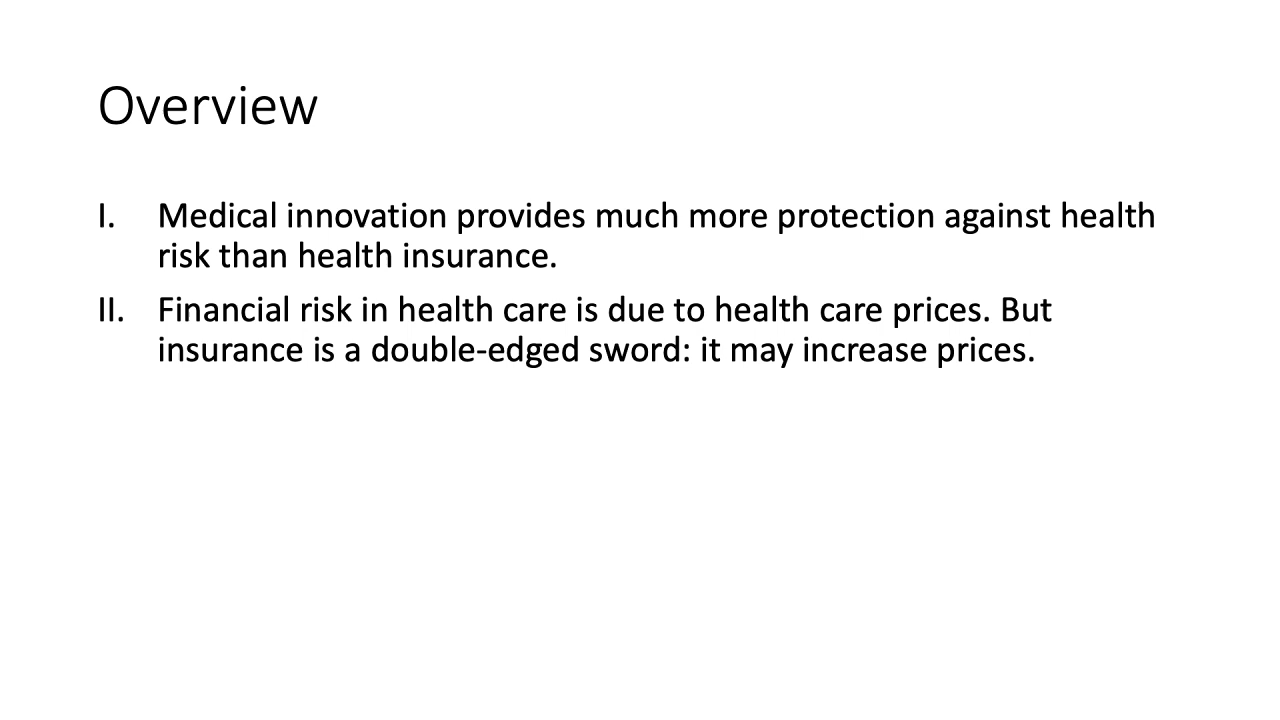 Overview
I. Medical innovation provides much more protection against health
risk than health insurance.
II. Financial risk in health care is due to health care prices. But
insurance is a double-edged sword: it may increase prices.